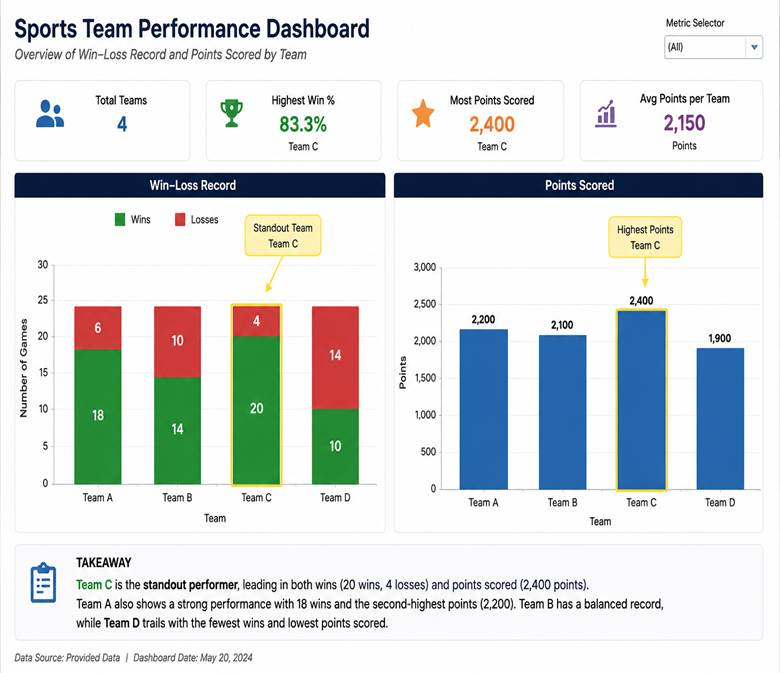 Sports Team Performance Dashboard
Overview of Win–Loss Record and Points Scored by Team
Metric Selector
(All)
Total Teams
4
Highest Win %
83.3%
Team C
Most Points Scored
2,400
Team C
Avg Points per Team
2,150
Points
Win–Loss Record
Wins
Losses
Standout Team
Team C
Number of Games
30
25
20
15
10
5
0
6
18
10
14
4
20
14
10
Team A
Team B
Team C
Team D
Team
Points Scored
Highest Points
Team C
Points
3,000
2,500
2,000
1,500
1,000
500
0
2,200
2,100
2,400
1,900
Team A
Team B
Team C
Team D
Team
TAKEAWAY
Team C is the standout performer, leading in both wins (20 wins, 4 losses) and points scored (2,400 points).
Team A also shows a strong performance with 18 wins and the second-highest points (2,200). Team B has a balanced record,
while Team D trails with the fewest wins and lowest points scored.
Data Source: Provided Data | Dashboard Date: May 20, 2024